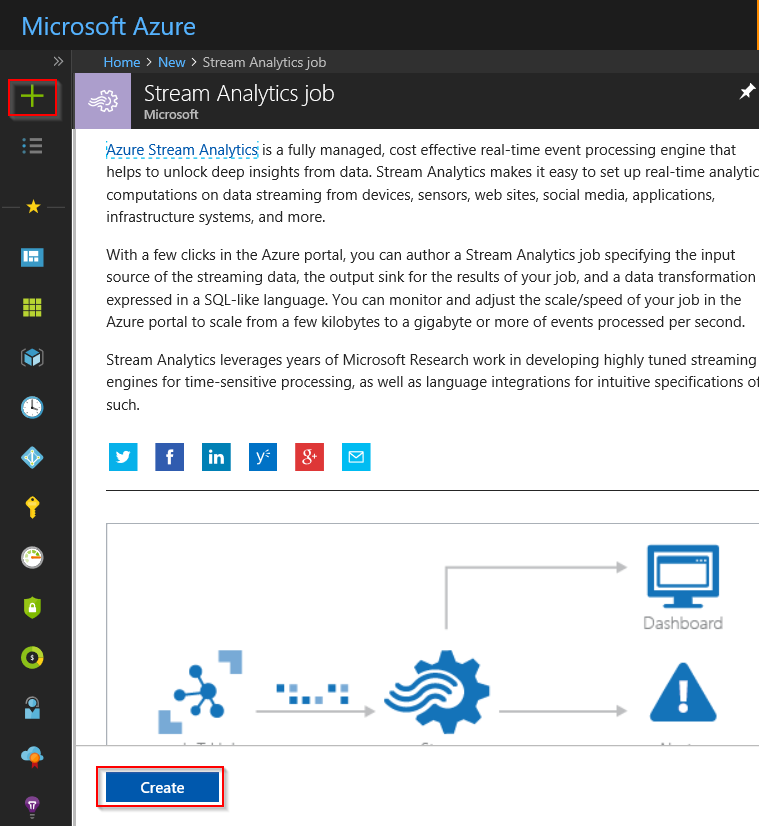 Microsoft Azure
Home > New > Stream Analytics job
Stream Analytics job
Microsoft
Azure Stream Analytics is a fully managed, cost effective real-time event processing engine that
helps to unlock deep insights from data. Stream Analytics makes it easy to set up real-time analytic
computations on data streaming from devices, sensors, web sites, social media, applications,
infrastructure systems, and more.
With a few clicks in the Azure portal, you can author a Stream Analytics job specifying the input
source of the streaming data, the output sink for the results of your job, and a data transformation
expressed in a SQL-like language. You can monitor and adjust the scale/speed of your job in the
Azure portal to scale from a few kilobytes to a gigabyte or more of events processed per second.
Stream Analytics leverages years of Microsoft Research work in developing highly tuned streaming
engines for time-sensitive processing, as well as language integrations for intuitive specifications of
such.
Dashboard
Create